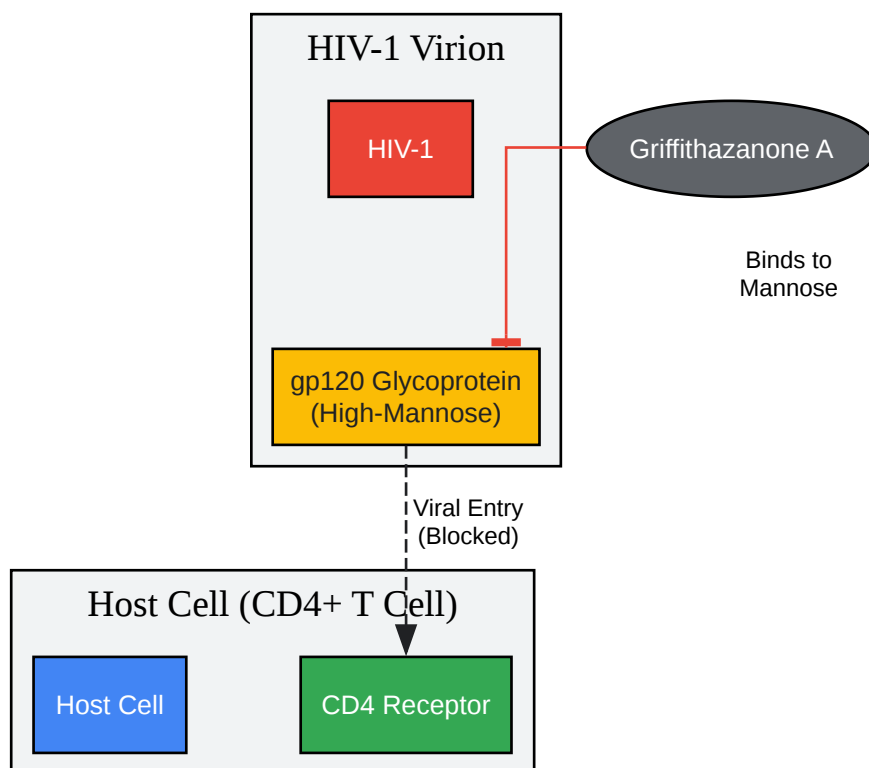 HIV-1 Virion
HIV-1
Griffithazanone A
Binds to
Mannose
gp120 Glycoprotein
(High-Mannose)
Viral Entry
(Blocked)
Host Cell (CD4+ T Cell)
Host Cell
CD4 Receptor